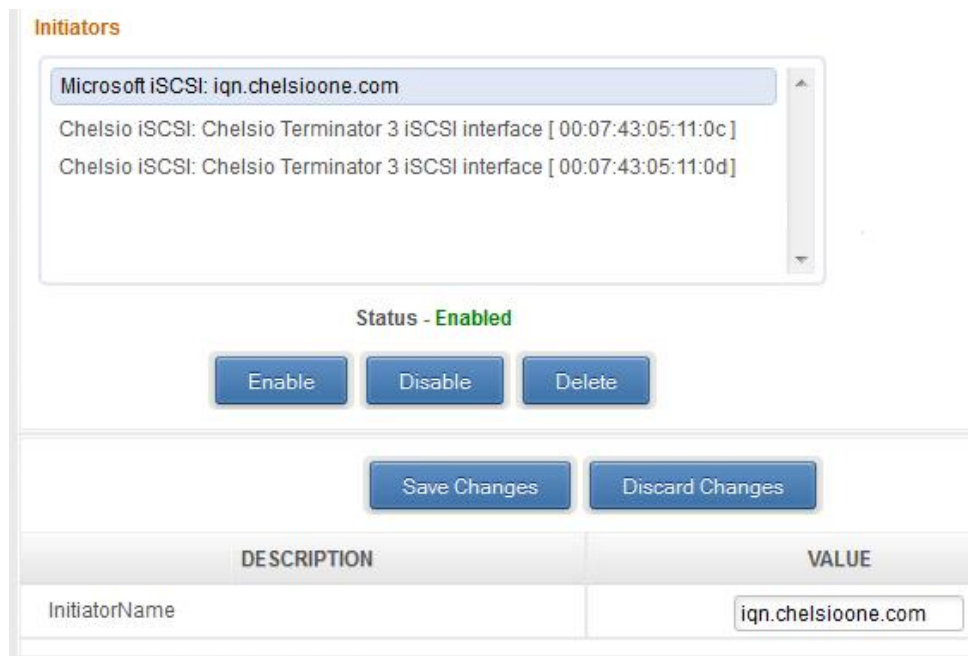 Initiators
Microsoft iSCSI: iqn.chelsioone.com
Chelsio iSCSI: Chelsio Terminator 3 iSCSI interface [ 00:07:43:05:11:0c ]
Chelsio iSCSI: Chelsio Terminator 3 iSCSI interface [ 00:07:43:05:11:0d]
Status - Enabled
Enable Disable Delete
Save Changes Discard Changes
DESCRIPTION VALUE
InitiatorName iqn.chelsioone.com